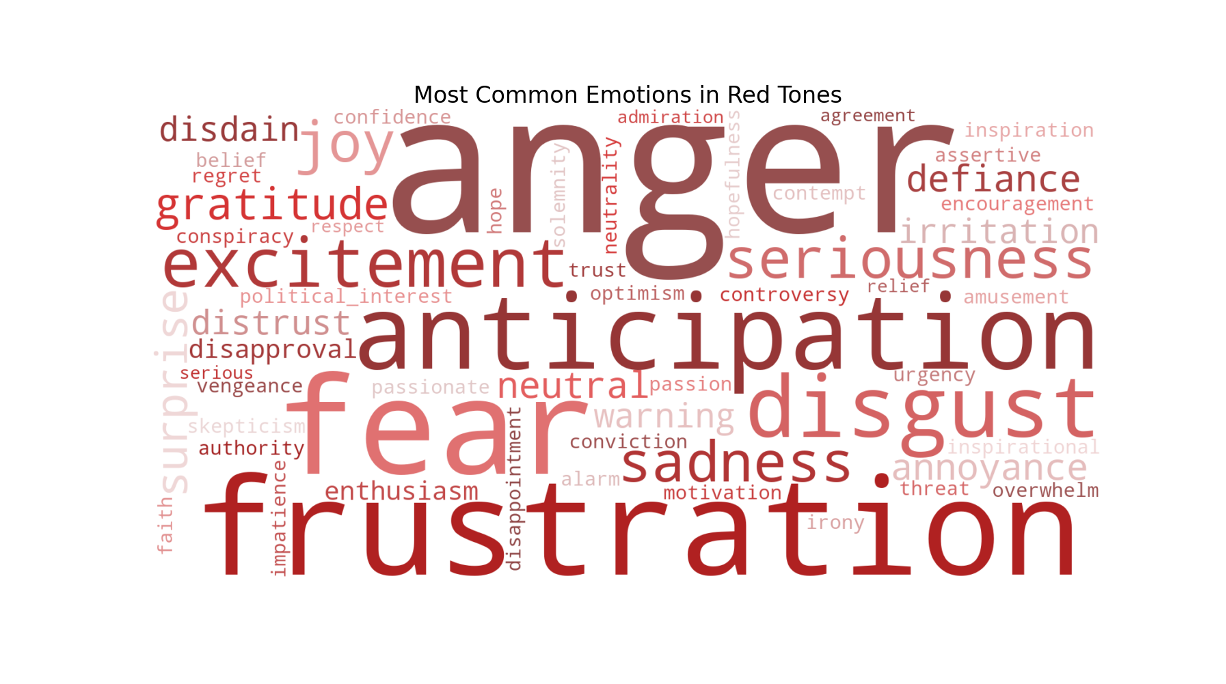 Most Common Emotions in Red Tones
confidence
admiration
agreement
disdain
joy
anger
inspiration
belief
regret
solemnity
neutrality
hopefulness
assertive
contempt
defiance
gratitude
hope
encouragement
respect
conspiracy
irritation
excitement
trust
seriousness
political_interest
optimism
controversy
relief
amusement
surprise
distrust
disapproval
anticipation
serious
vengeance
fear
passionate
neutral
passion
urgency
disgust
skepticism
warning
authority
disappointment
conviction
sadness
inspirational
annoyance
impatience
enthusiasm
alarm
motivation
threat
overwhelm
faith
frustration
irony